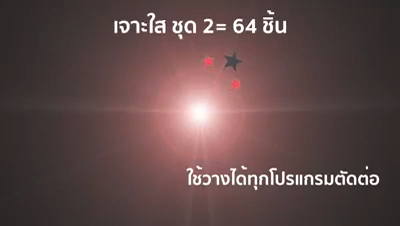 เจาะใส ชุด 2= 64 ชิ้น
ใช้วางได้ทุกโปรแกรมตัดต่อ